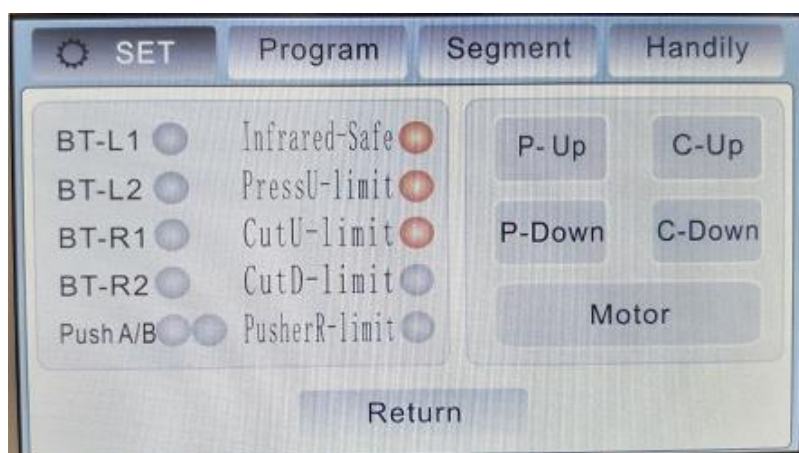 SET Program Segment Handily
BT-L1 Infrared-Safe
BT-L2 PressU-limit
BT-R1 CutU-limit
BT-R2 CutD-limit
Push A/B PusherR-limit
P-Up C-Up
P-Down C-Down
Motor
Return